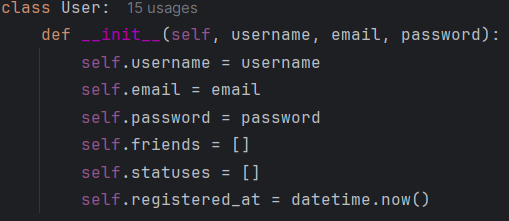 class User:  15 usages
    def __init__(self, username, email, password):
        self.username = username
        self.email = email
        self.password = password
        self.friends = []
        self.statuses = []
        self.registered_at = datetime.now()